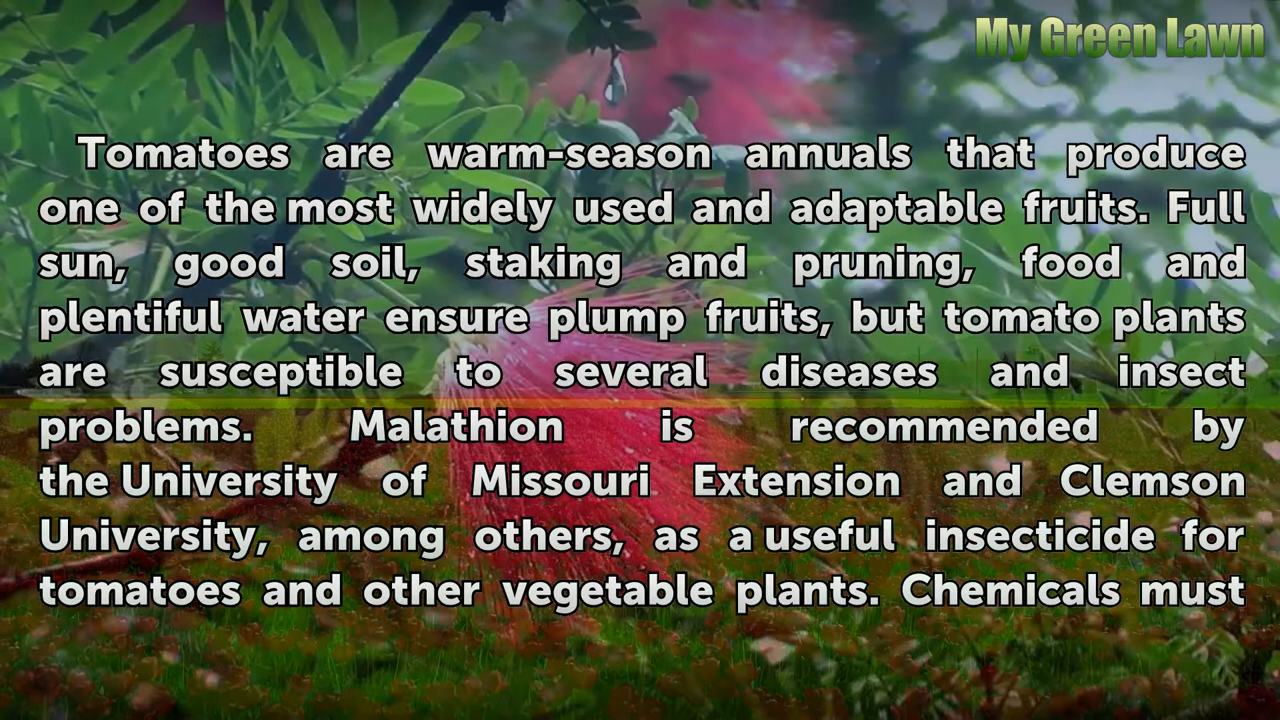 My Green Lawn
Tomatoes are warm-season annuals that produce
one of the most widely used and adaptable fruits. Full
sun, good soil, staking and pruning, food and
plentiful water ensure plump fruits, but tomato plants
are susceptible to several diseases and insect
problems. Malathion is recommended by
the University of Missouri Extension and Clemson
University, among others, as a useful insecticide for
tomatoes and other vegetable plants. Chemicals must